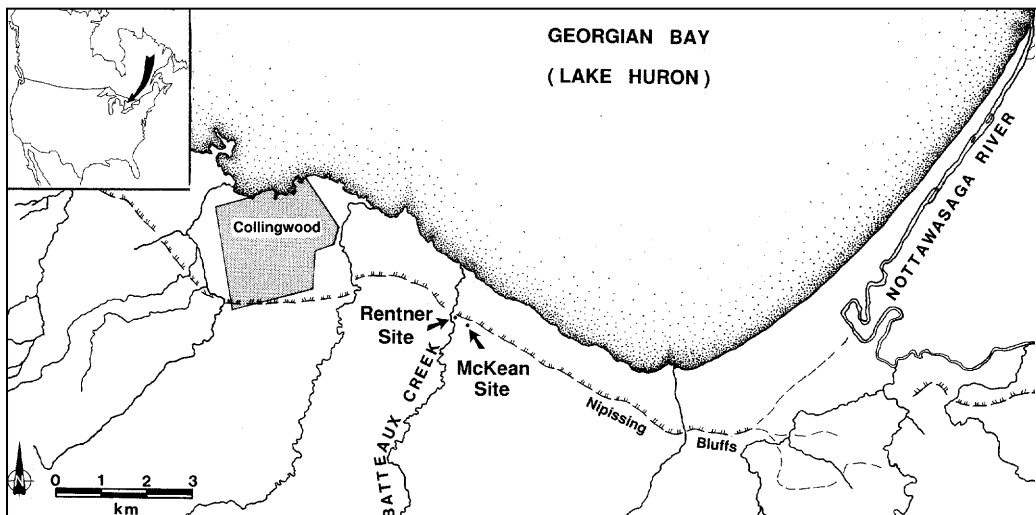 GEORGIAN BAY
(LAKE HURON)
NOTTAWASAGA RIVER
Collingwood
Rentner
Site
McKean
Site
BATTEAUX CREEK
Nipissing
Bluffs
N
0 1 2 3
km